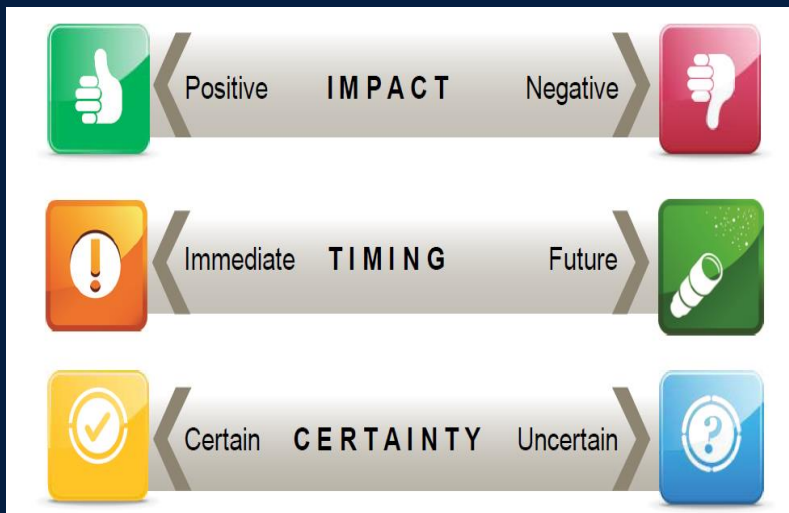 Positive IMPACT Negative
Immediate TIMING Future
Certain CERTAINTY Uncertain